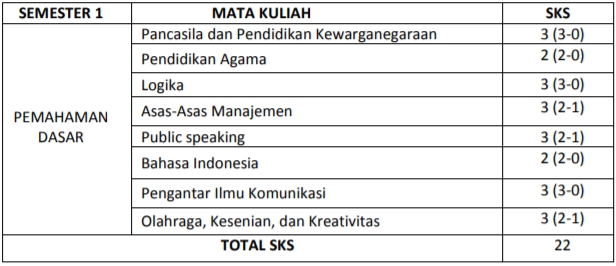 SEMESTER 1 MATA KULIAH SKS
PEMAHAMAN DASAR
Pancasila dan Pendidikan Kewarganegaraan 3 (3-0)
Pendidikan Agama 2 (2-0)
Logika 3 (3-0)
Asas-Asas Manajemen 3 (2-1)
Public speaking 3 (2-1)
Bahasa Indonesia 2 (2-0)
Pengantar Ilmu Komunikasi 3 (3-0)
Olahraga, Kesenian, dan Kreativitas 3 (2-1)
TOTAL SKS 22